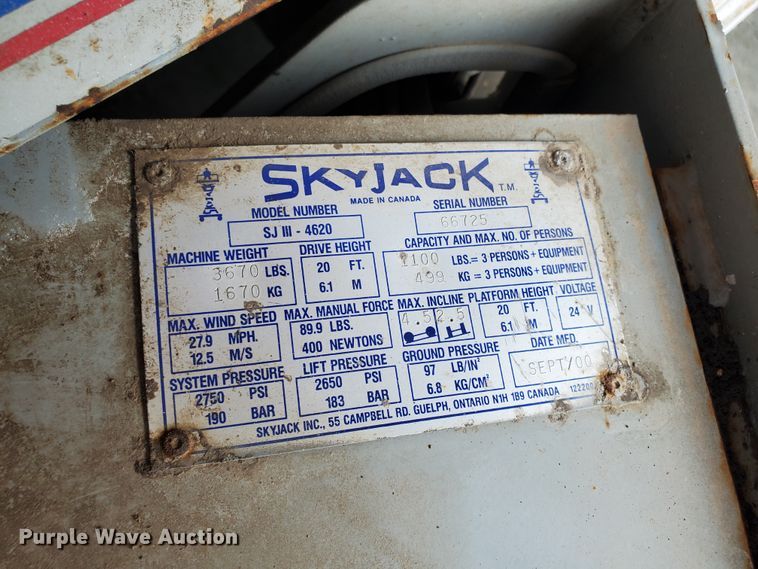 SKYJACK T.M.
MADE IN CANADA
MODEL NUMBER SERIAL NUMBER
SJ III - 4620 66725
MACHINE WEIGHT DRIVE HEIGHT CAPACITY AND MAX. NO. OF PERSONS
3670 LBS. 20 FT. 1100 LBS. = 3 PERSONS + EQUIPMENT
1670 KG 6.1 M 499 KG = 3 PERSONS + EQUIPMENT
MAX. WIND SPEED MAX. MANUAL FORCE MAX. INCLINE PLATFORM HEIGHT VOLTAGE
27.9 MPH. 89.9 LBS. 4.5 2.5 20 FT. 24 V
12.5 M/S 400 NEWTONS 6.1 M
SYSTEM PRESSURE LIFT PRESSURE GROUND PRESSURE DATE MFD.
2750 PSI 2650 PSI 97 LB/IN² SEPT/00
190 BAR 183 BAR 6.8 KG/CM²
SKYJACK INC., 55 CAMPBELL RD. GUELPH, ONTARIO N1H 1B9 CANADA
Purple Wave Auction